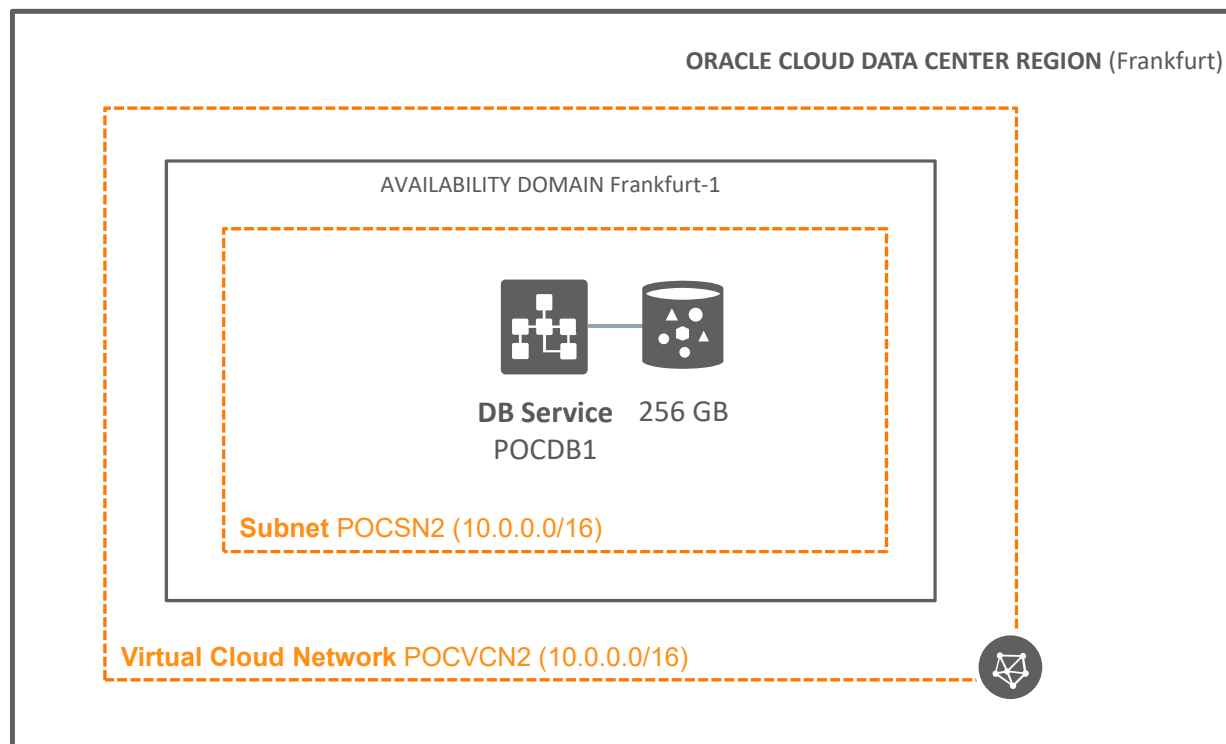 ORACLE CLOUD DATA CENTER REGION (Frankfurt)
AVAILABILITY DOMAIN Frankfurt-1
DB Service 256 GB
POCDB1
Subnet POCSN2 (10.0.0.0/16)
Virtual Cloud Network POCVCN2 (10.0.0.0/16)